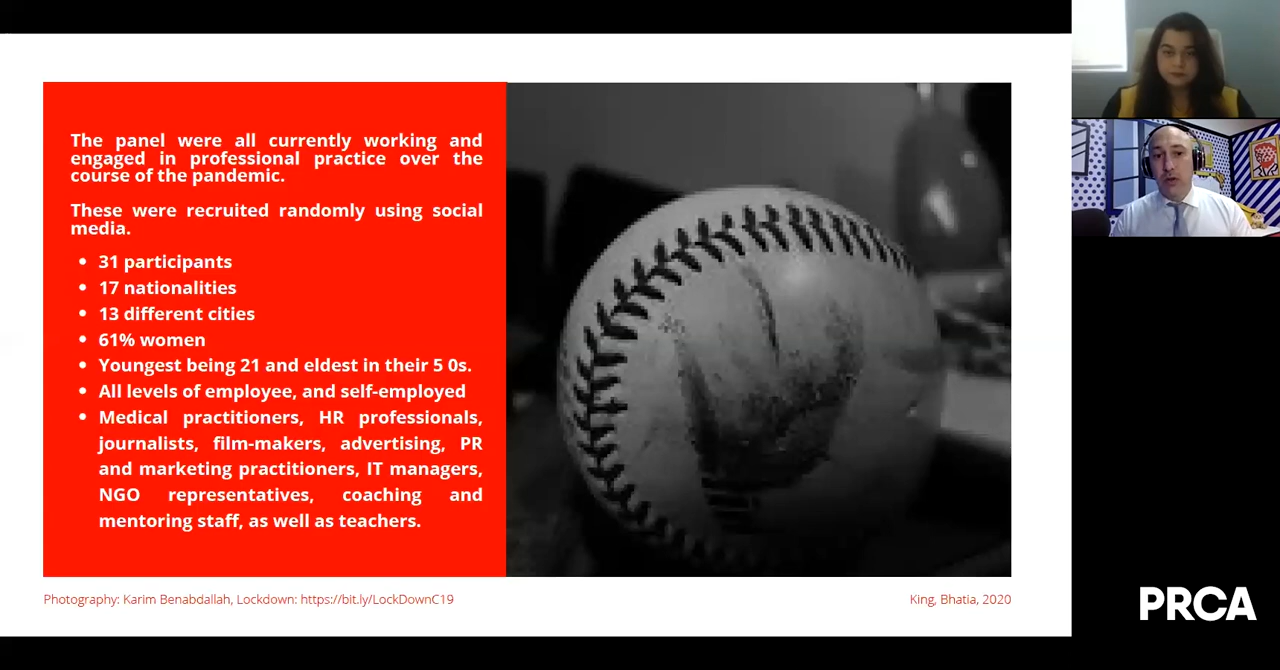 The panel were all currently working and
engaged in professional practice over the
course of the pandemic.
These were recruited randomly using social
media.
• 31 participants
• 17 nationalities
• 13 different cities
• 61% women
• Youngest being 21 and eldest in their 5 0s.
• All levels of employee, and self-employed
• Medical practitioners, HR professionals,
journalists, film-makers, advertising, PR
and marketing practitioners, IT managers,
NGO representatives, coaching and
mentoring staff, as well as teachers.
Photography: Karim Benabdallah, Lockdown: https://bit.ly/LockDownC19
King, Bhatia, 2020
PRCA